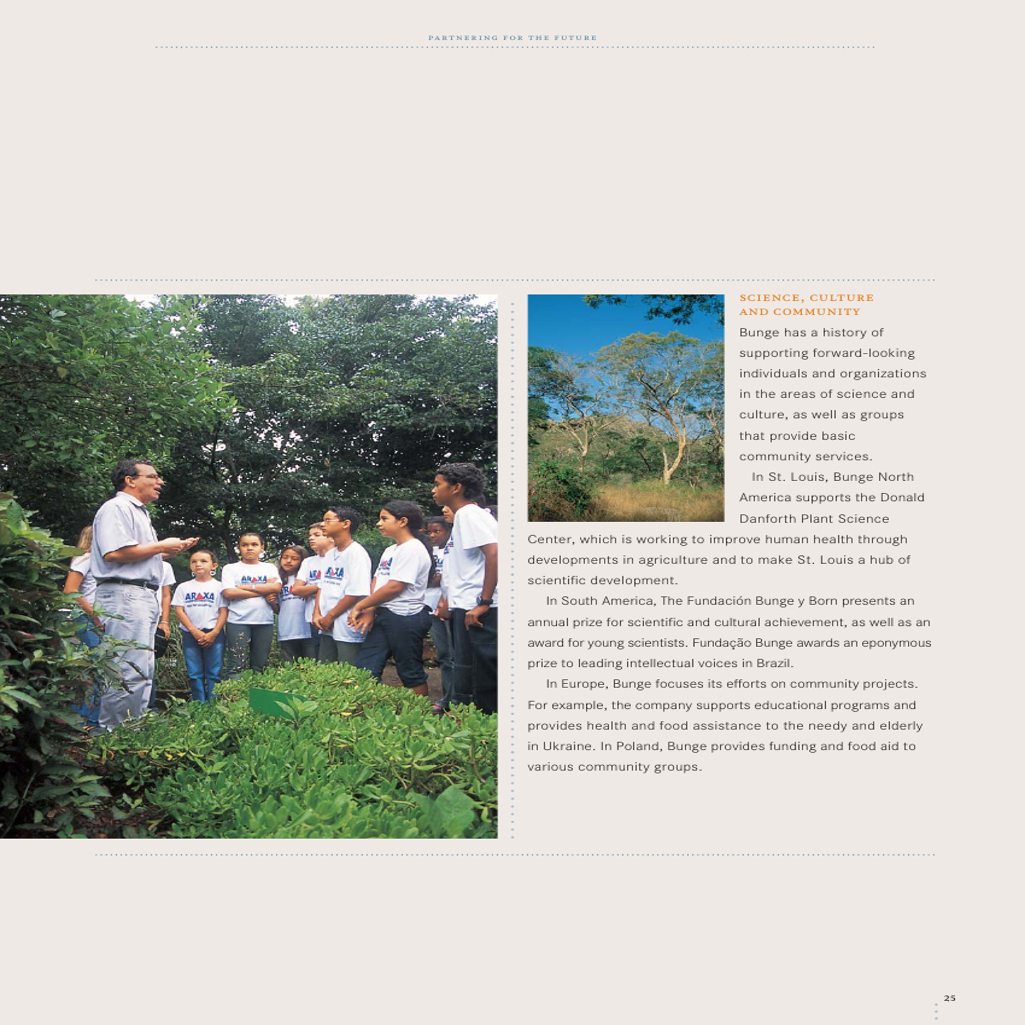 PARTNERING FOR THE FUTURE
ARAXA
ARAXA
SCIENCE, CULTURE
AND COMMUNITY
Bunge has a history of
supporting forward-looking
individuals and organizations
in the areas of science and
culture, as well as groups
that provide basic
community services.
In St. Louis, Bunge North
America supports the Donald
Danforth Plant Science
Center, which is working to improve human health through
developments in agriculture and to make St. Louis a hub of
scientific development.
In South America, The Fundación Bunge y Born presents an
annual prize for scientific and cultural achievement, as well as an
award for young scientists. Fundação Bunge awards an eponymous
prize to leading intellectual voices in Brazil.
In Europe, Bunge focuses its efforts on community projects.
For example, the company supports educational programs and
provides health and food assistance to the needy and elderly
in Ukraine. In Poland, Bunge provides funding and food aid to
various community groups.
25